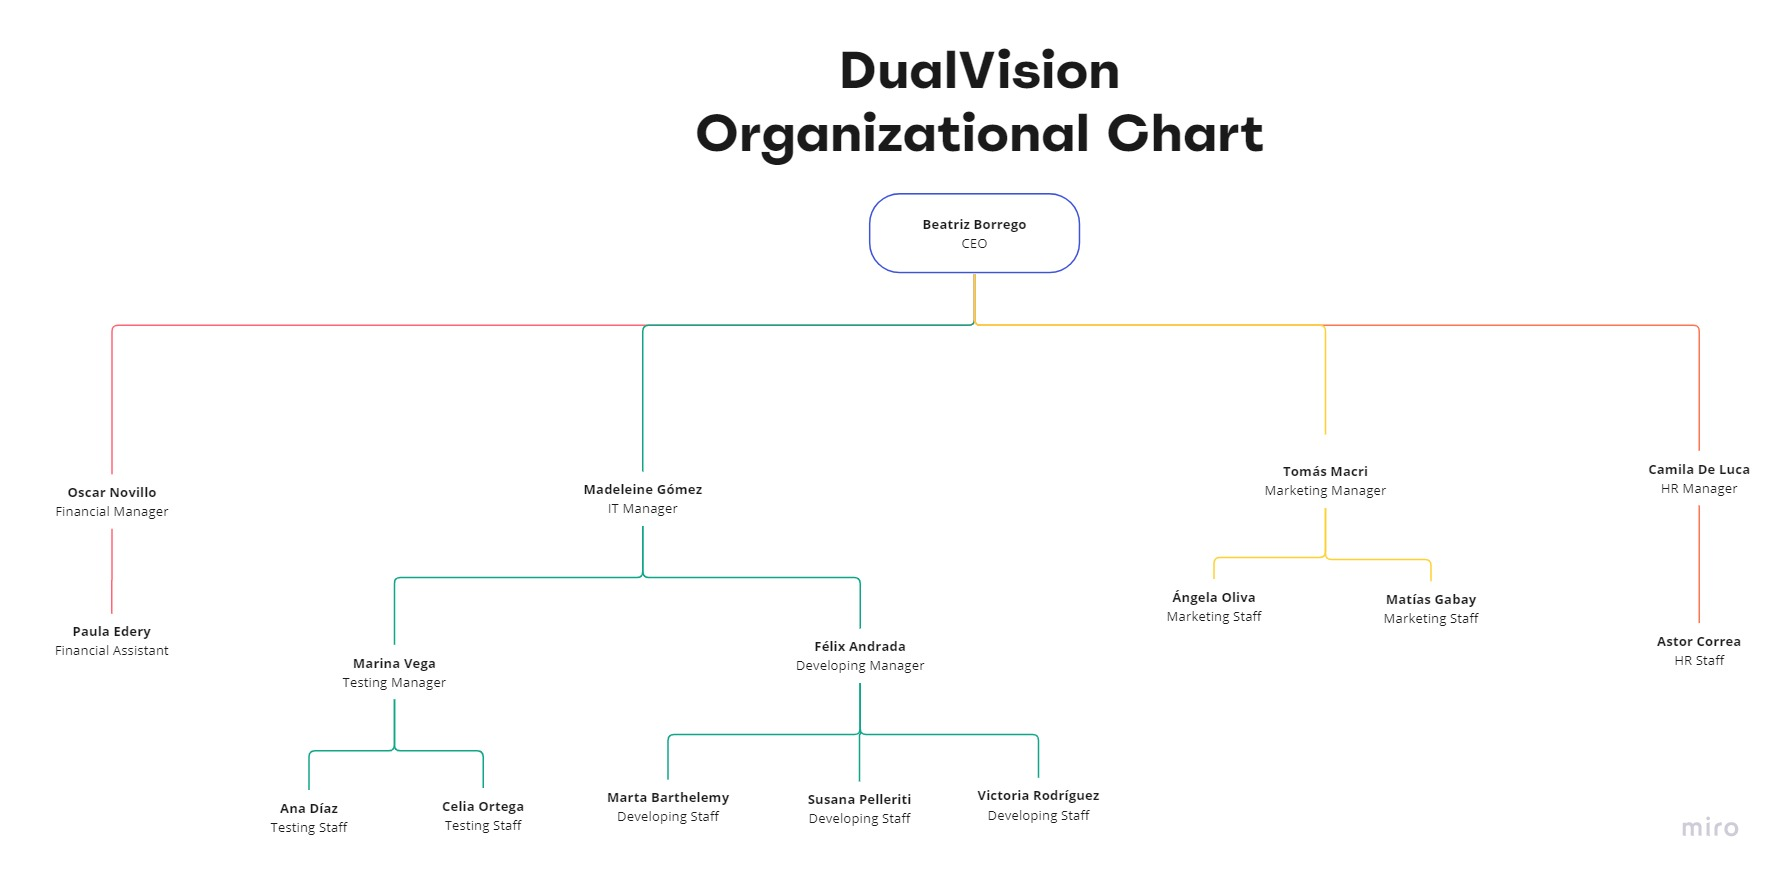 DualVision
Organizational Chart
Beatriz Borrego
CEO
Oscar Novillo
Financial Manager
Paula Edery
Financial Assistant
Madeleine Gómez
IT Manager
Marina Vega
Testing Manager
Ana Díaz
Testing Staff
Celia Ortega
Testing Staff
Félix Andrada
Developing Manager
Marta Barthelemy
Developing Staff
Susana Pelleriti
Developing Staff
Victoria Rodríguez
Developing Staff
Tomás Macri
Marketing Manager
Ángela Oliva
Marketing Staff
Matías Gabay
Marketing Staff
Camila De Luca
HR Manager
Astor Correa
HR Staff
miro